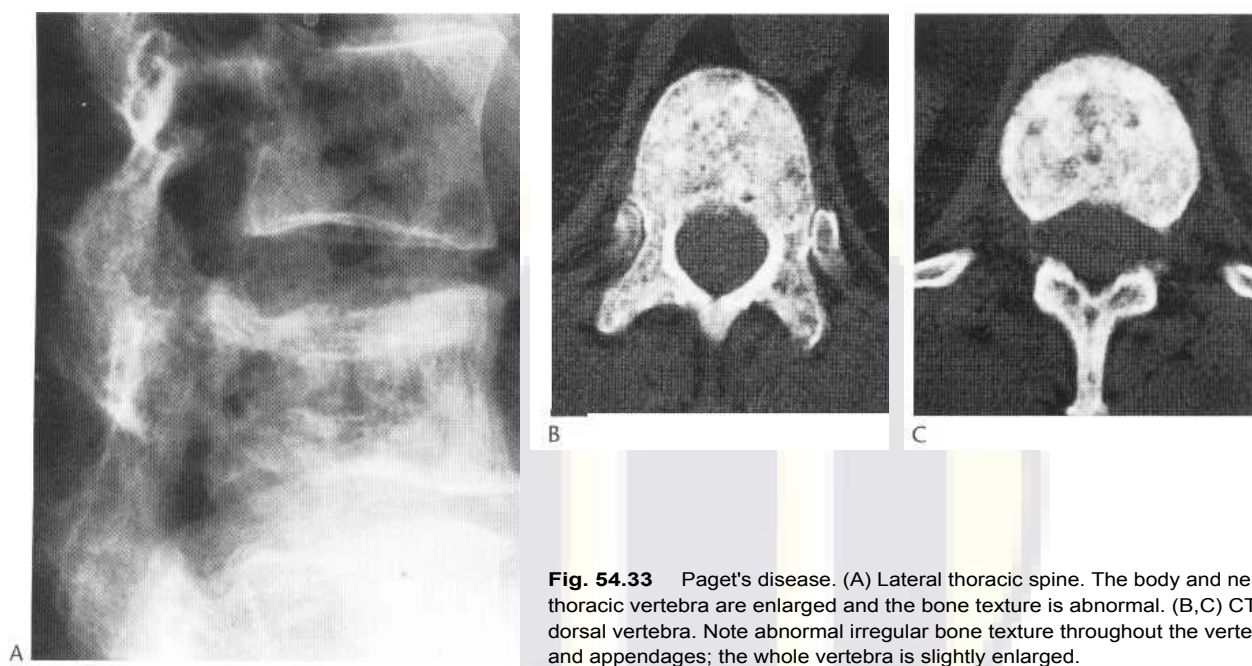 A
B
C
Fig. 54.33 Paget's disease. (A) Lateral thoracic spine. The body and ne
thoracic vertebra are enlarged and the bone texture is abnormal. (B,C) CT
dorsal vertebra. Note abnormal irregular bone texture throughout the verte
and appendages; the whole vertebra is slightly enlarged.